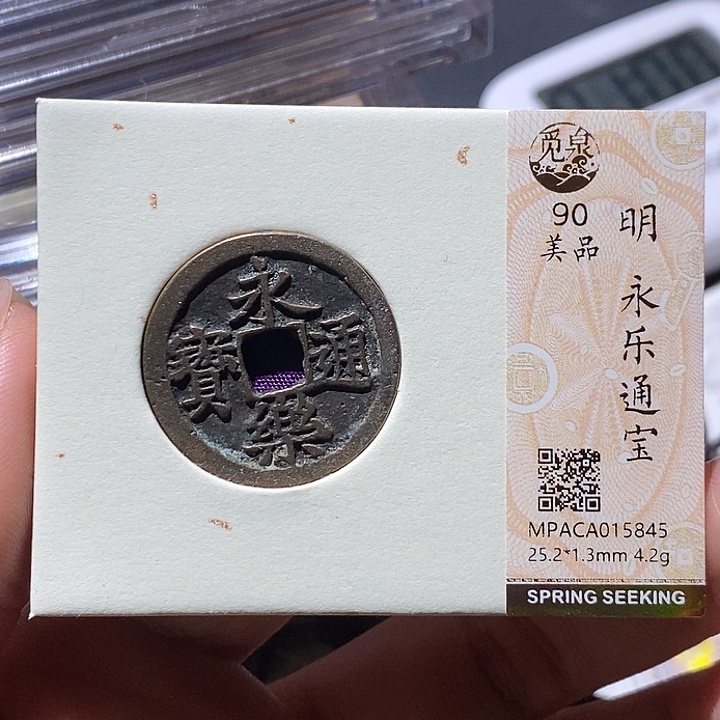 永樂通寶
觅泉
90
美品
明 永乐通宝
MPACA015845
25.2*1.3mm 4.2g
SPRING SEEKING